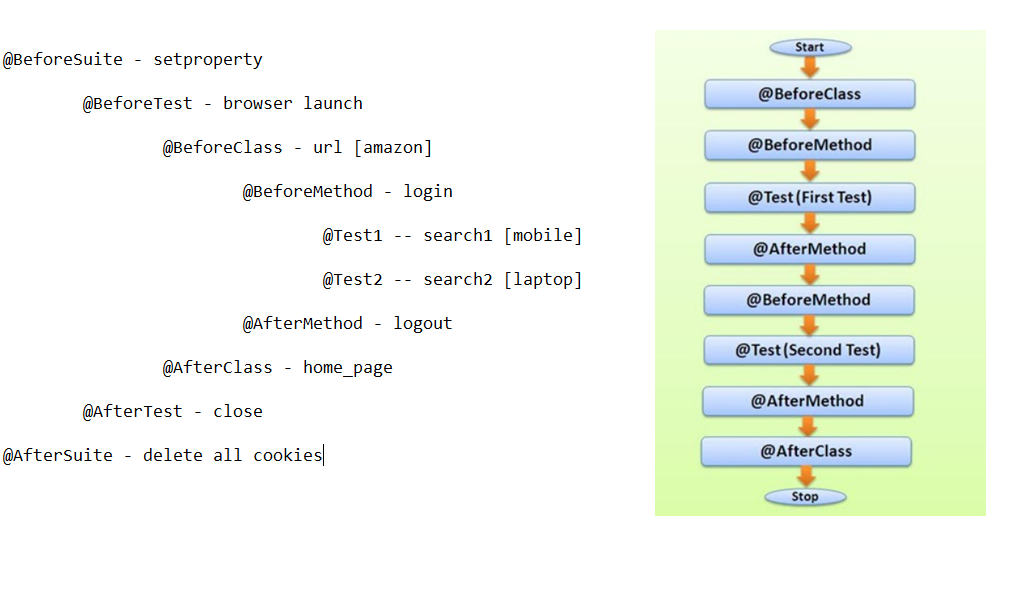 @BeforeSuite - setproperty
@BeforeTest - browser launch
@BeforeClass - url [amazon]
@BeforeMethod - login
@Test1 -- search1 [mobile]
@Test2 -- search2 [laptop]
@AfterMethod - logout
@AfterClass - home_page
@AfterTest - close
@AfterSuite - delete all cookies
Start
@BeforeClass
@BeforeMethod
@Test(First Test)
@AfterMethod
@BeforeMethod
@Test(Second Test)
@AfterMethod
@AfterClass
Stop